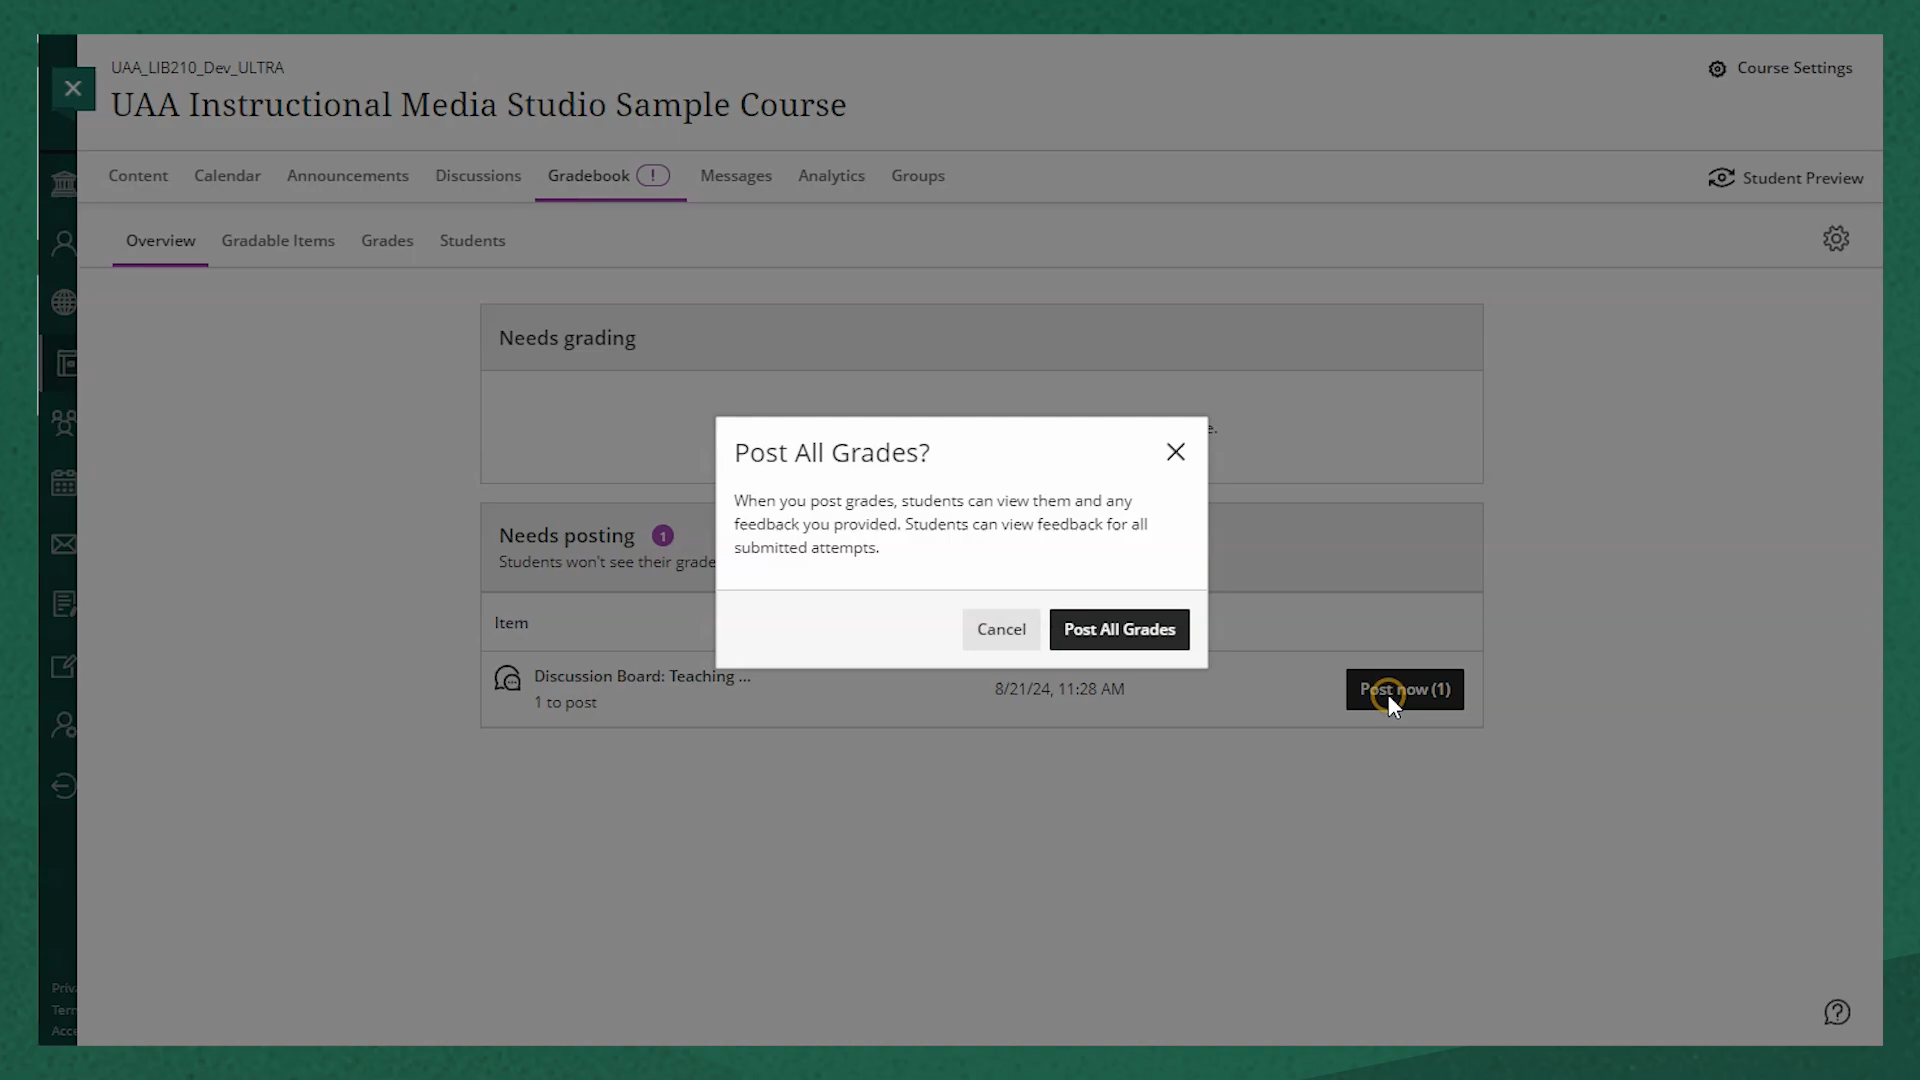 UAA_LIB210_Dev_ULTRA
UAA Instructional Media Studio Sample Course
Course Settings
Content Calendar Announcements Discussions Gradebook ! Messages Analytics Groups
Student Preview
Overview Gradable Items Grades Students
Needs grading
Post All Grades?
When you post grades, students can view them and any
feedback you provided. Students can view feedback for all
submitted attempts.
Cancel Post All Grades
Needs posting 1
Students won't see their grade
Item
Discussion Board: Teaching ...
1 to post
8/21/24, 11:28 AM
Post now (1)